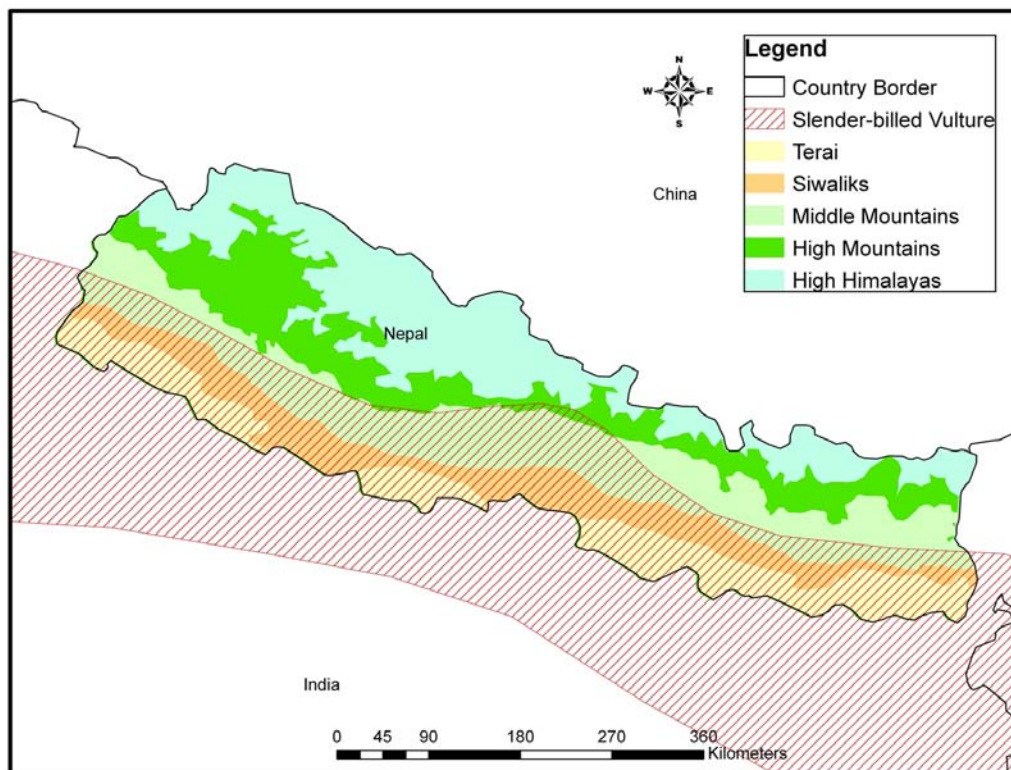 Legend
N
W E
S
Country Border
Slender-billed Vulture
Terai
Siwaliks
China
Middle Mountains
High Mountains
High Himalayas
Nepal
India
0 45 90 180 270 360
Kilometers